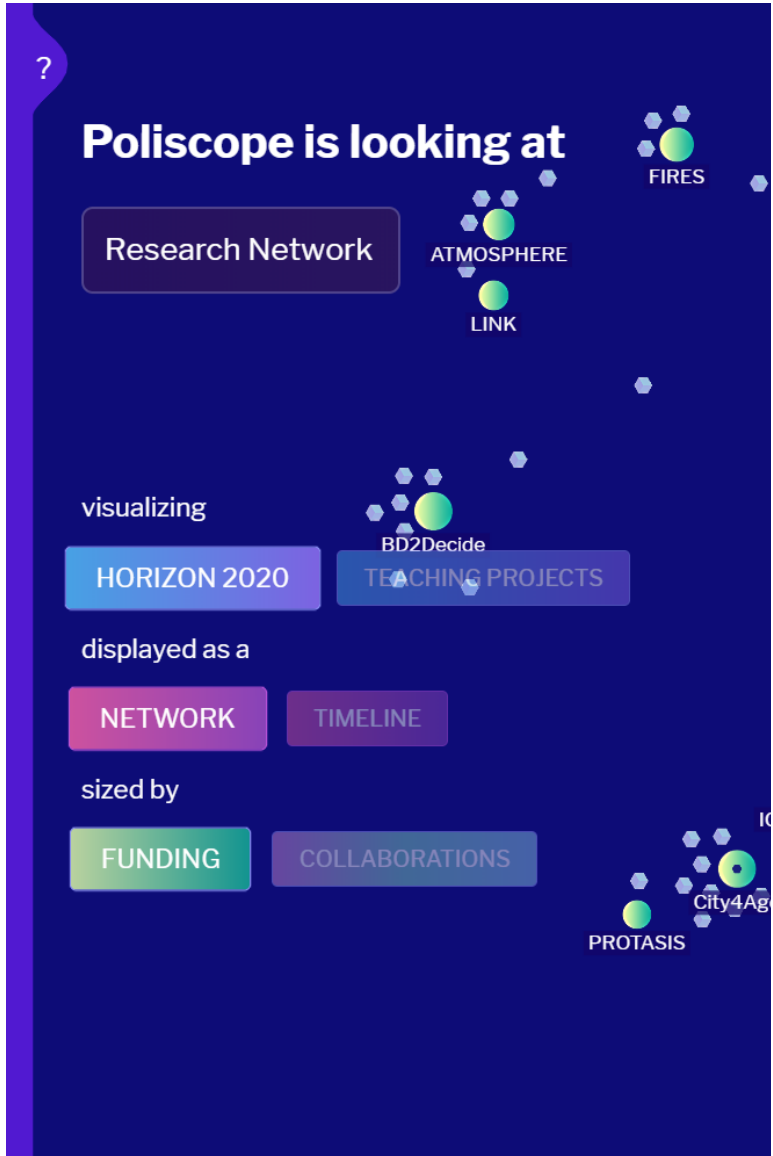 ?
Poliscope is looking at
FIRES
Research Network
ATMOSPHERE
LINK
visualizing
BD2Decide
HORIZON 2020
TEACHING PROJECTS
displayed as a
NETWORK
TIMELINE
sized by
FUNDING
COLLABORATIONS
City4Ag
PROTASIS